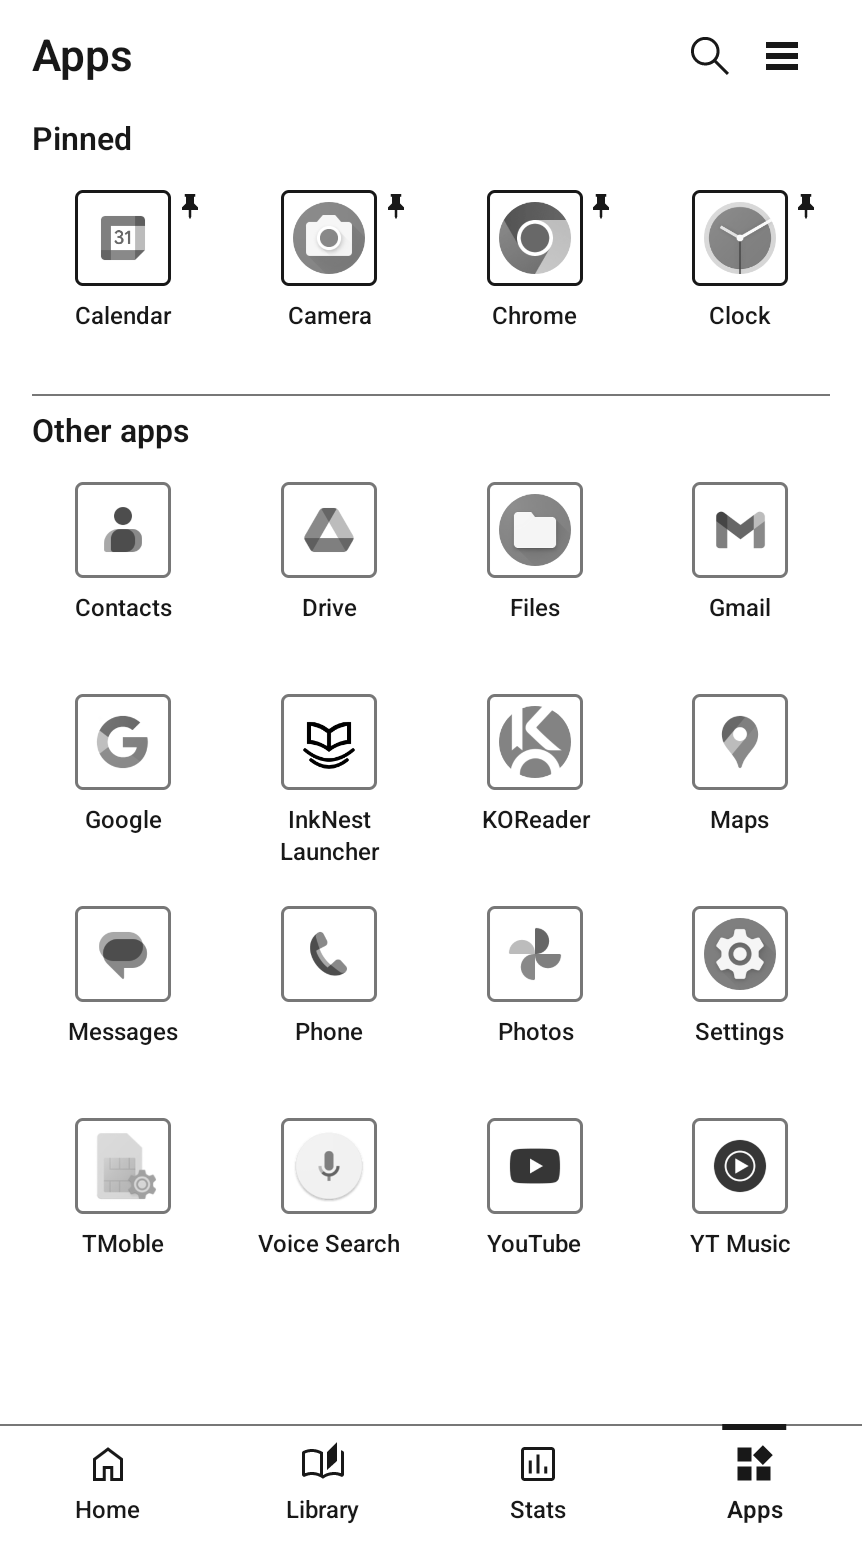 Apps
Pinned
31
Calendar
Camera
Chrome
Clock
Other apps
Contacts
Drive
Files
Gmail
Google
InkNest
Launcher
KOReader
Maps
Messages
Phone
Photos
Settings
TMoble
Voice Search
YouTube
YT Music
Home
Library
Stats
Apps